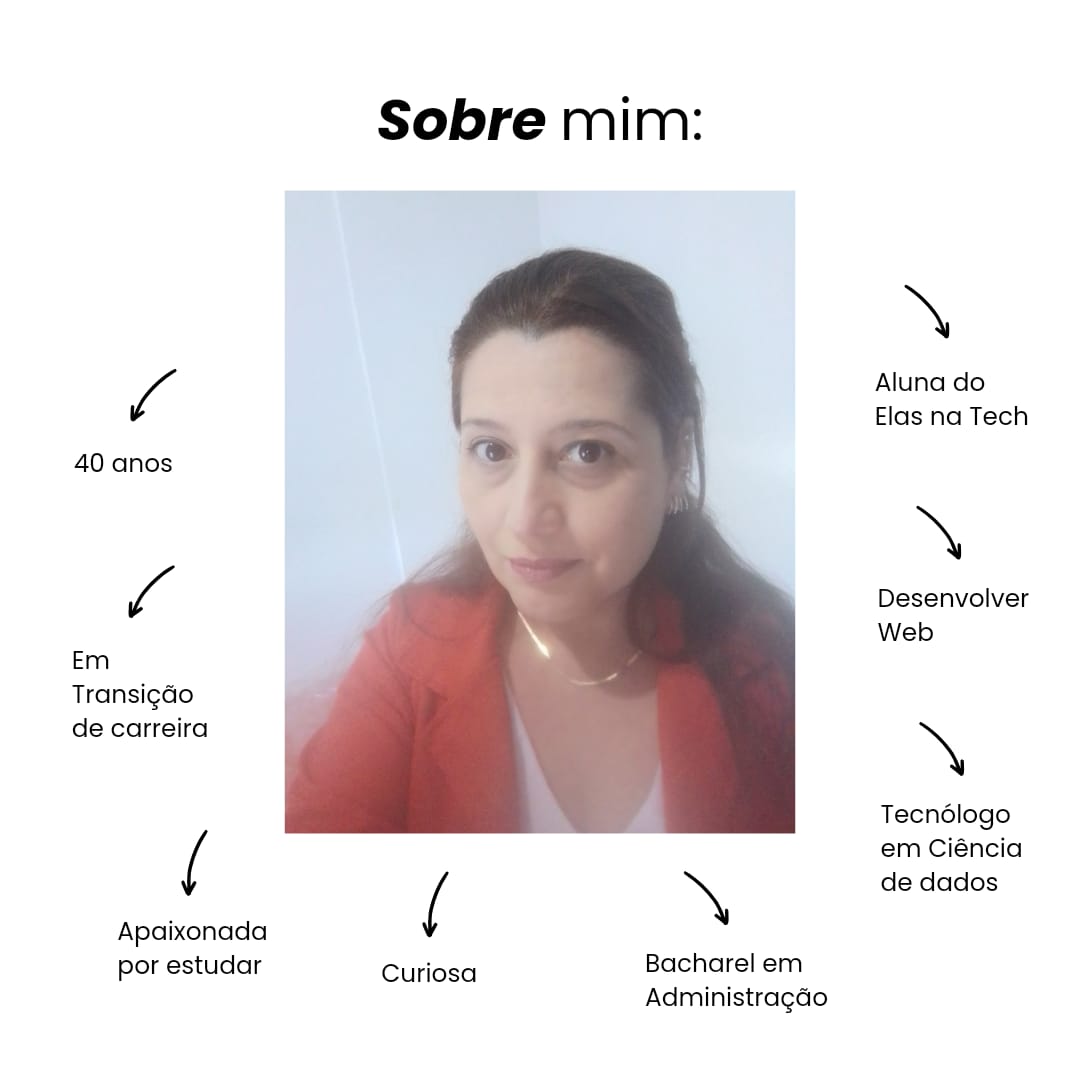 Sobre mim:
40 anos
Em
Transição
de carreira
Apaixonada
por estudar
Curiosa
Bacharel em
Administração
Aluna do
Elas na Tech
Desenvolver
Web
Tecnólogo
em Ciência
de dados